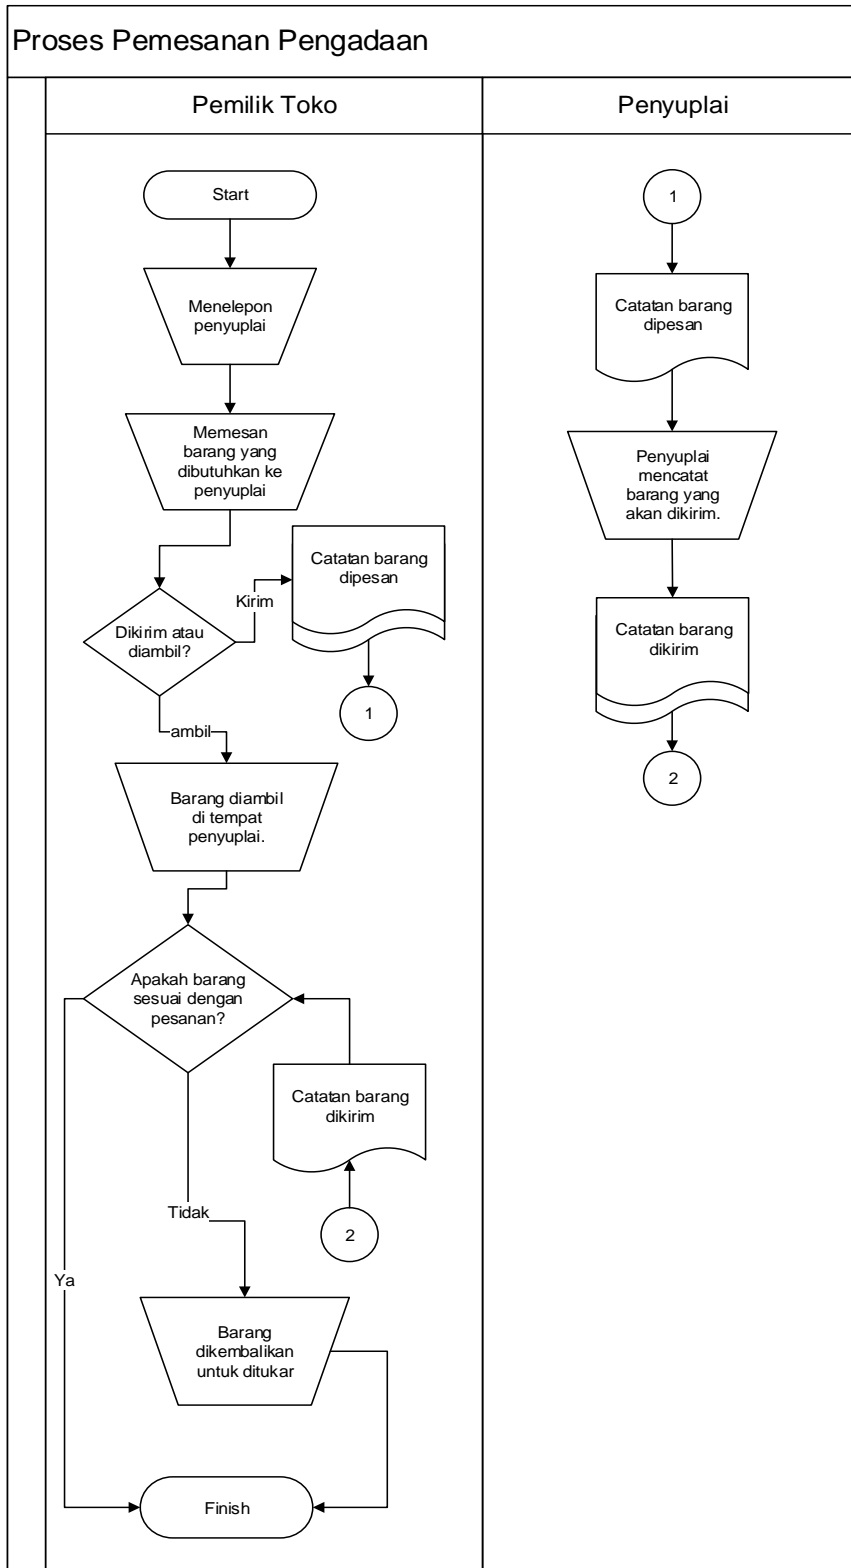 Proses Pemesanan Pengadaan
Pemilik Toko
Penyuplai
Start
Menelepon
penyuplai
Memesan
barang yang
dibutuhkan ke
penyuplai
Dikirim atau
diambil?
Kirim
Catatan barang
dipesan
1
ambil
Barang diambil
di tempat
penyuplai.
Apakah barang
sesuai dengan
pesanan?
Catatan barang
dikirim
2
Tidak
Ya
Barang
dikembalikan
untuk ditukar
Finish
1
Catatan barang
dipesan
Penyuplai
mencatat
barang yang
akan dikirim.
Catatan barang
dikirim
2